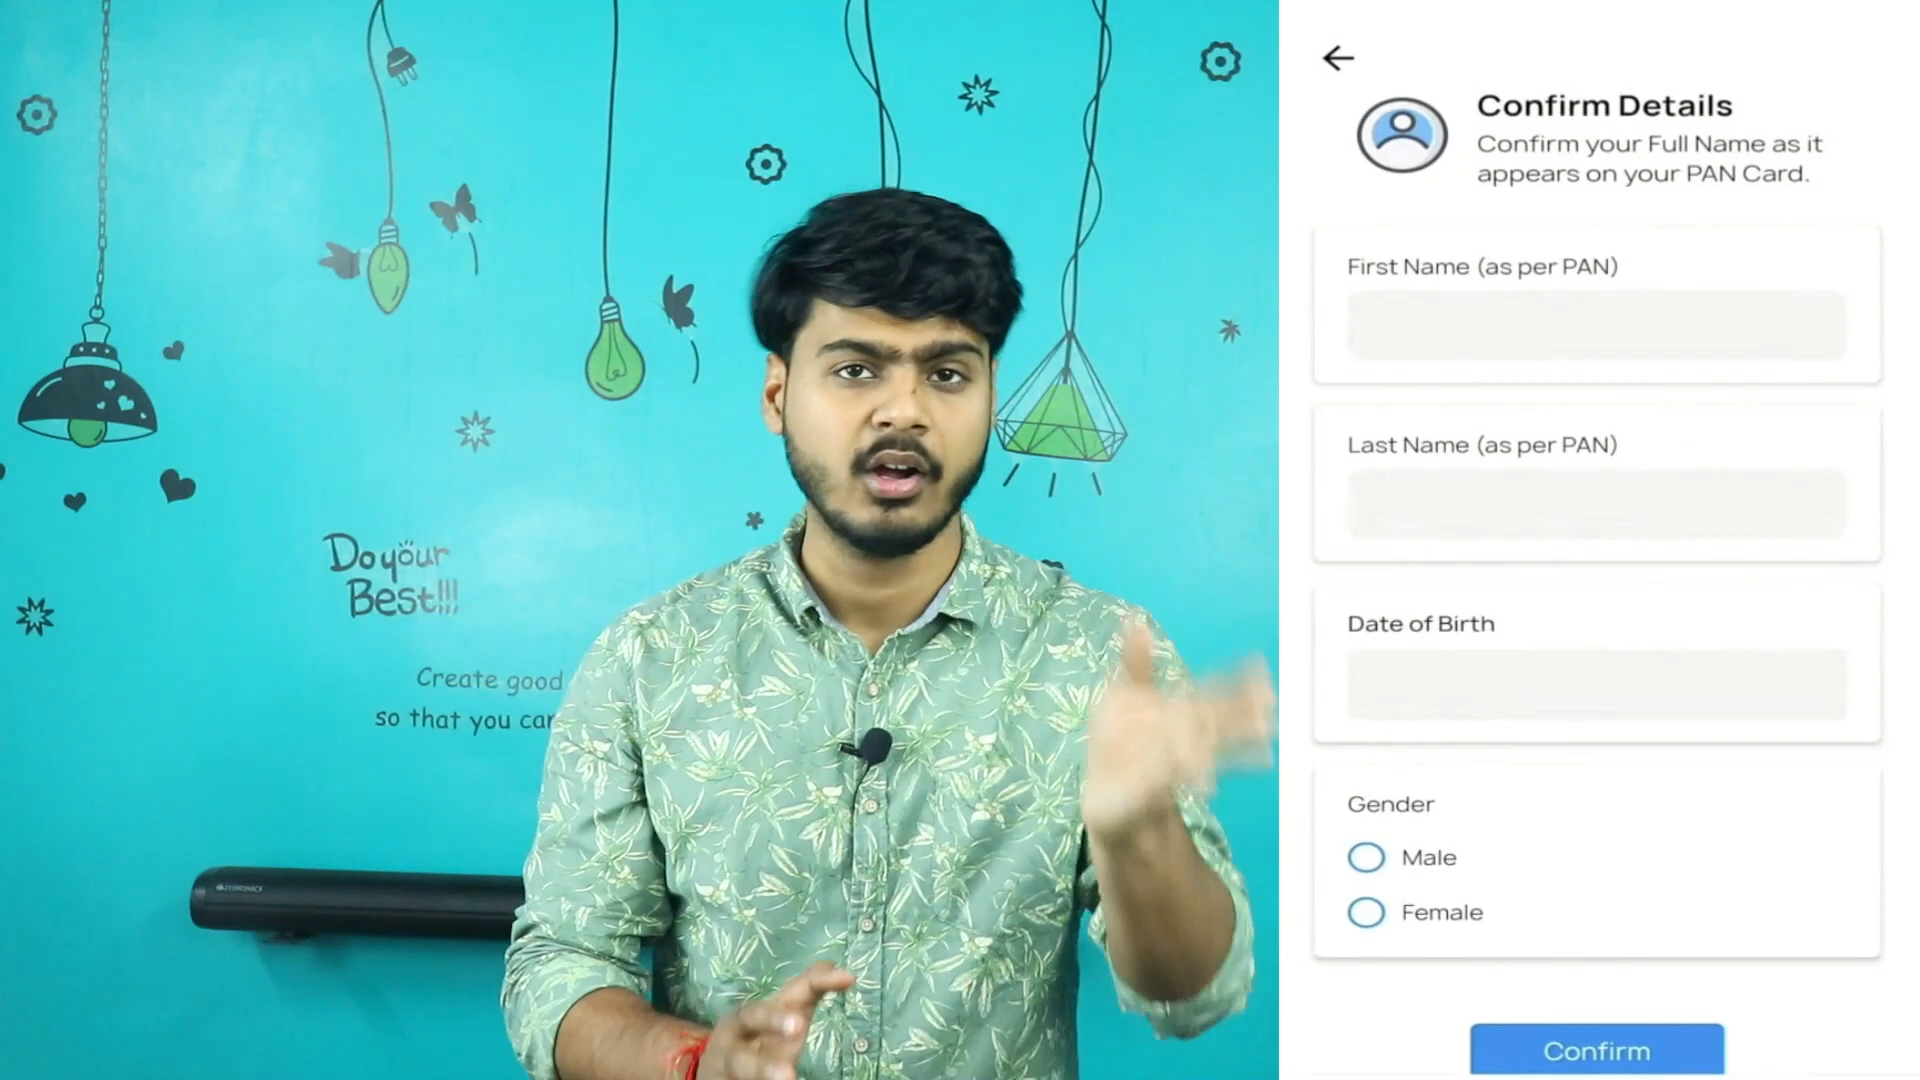 Do your
Best!!!
Create good
so that you can
ZEBRONICS
Confirm Details
Confirm your Full Name as it
appears on your PAN Card.
First Name (as per PAN)
Last Name (as per PAN)
Date of Birth
Gender
Male
Female
Confirm